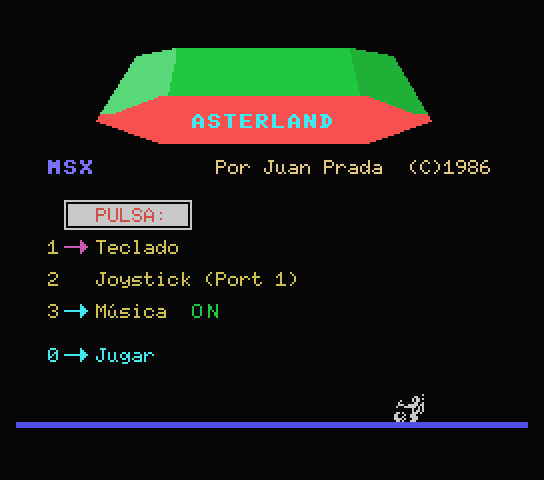 ASTERLAND
MSX Por Juan Prada (C)1986
PULSA:
1 → Teclado
2 Joystick (Port 1)
3 → Música ON
0 → Jugar